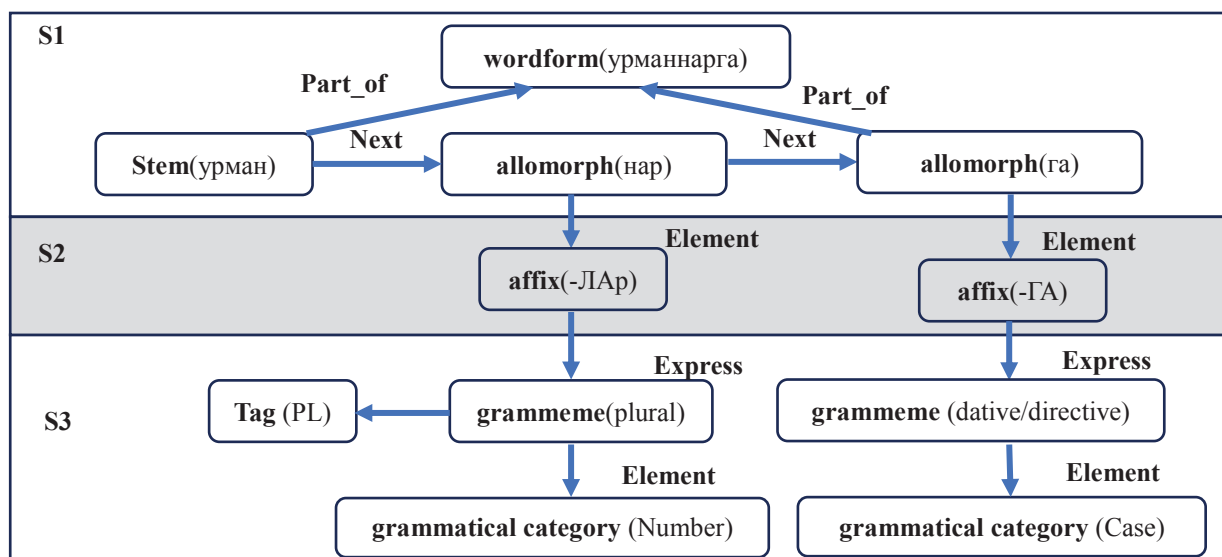 S1
wordform(урманнарга)
Part_of
Part_of
Next
Next
Stem(урман)
allomorph(нар)
allomorph(га)
S2
Element
Element
affix(-ЛАр)
affix(-ГА)
S3
Express
Express
Tag (PL)
grammeme(plural)
grammeme (dative/directive)
Element
Element
grammatical category (Number)
grammatical category (Case)